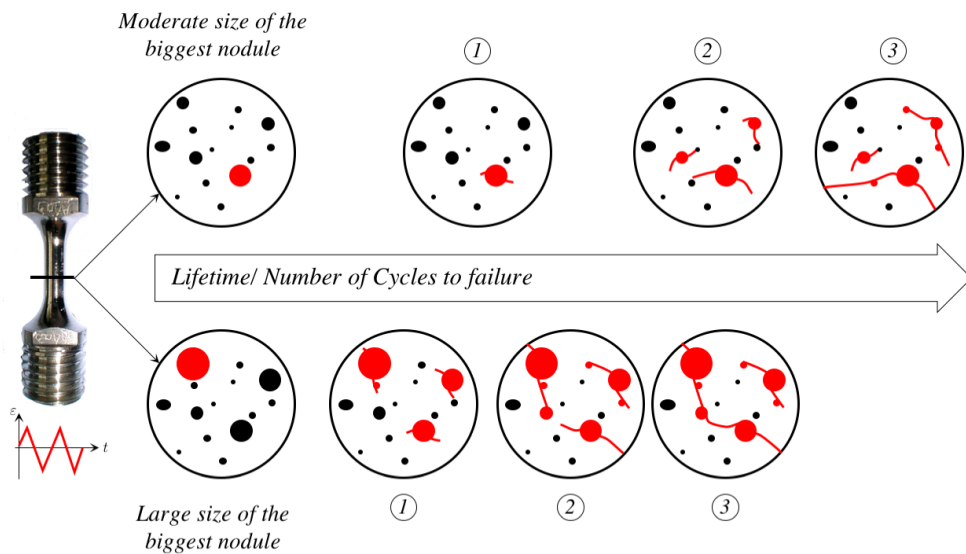 Moderate size of the
biggest nodule
1
2
3
Lifetime/ Number of Cycles to failure
ε
t
1
2
3
Large size of the
biggest nodule